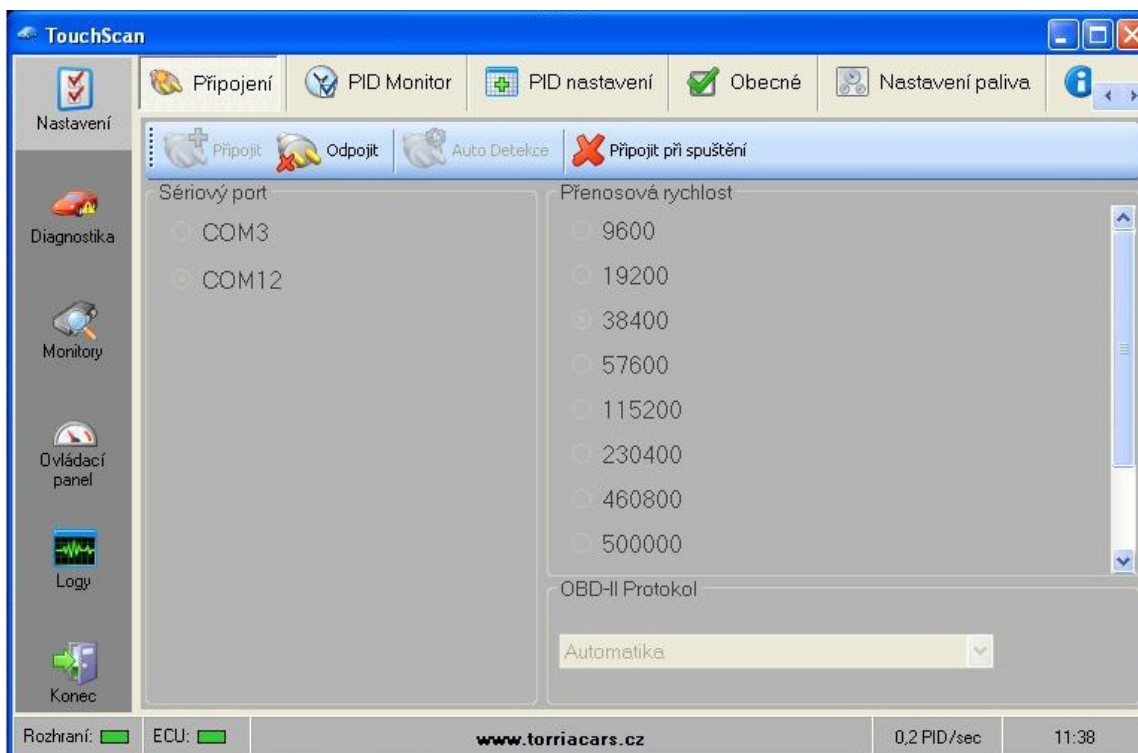 TouchScan
Nastavení
Připojení
PID Monitor
PID nastavení
Obecné
Nastavení paliva
Připojit
Odpojit
Auto Detekce
Připojit při spuštění
Diagnostika
Monitory
Ovládací
panel
Logy
Konec
Sériový port
COM3
COM12
Přenosová rychlost
9600
19200
38400
57600
115200
230400
460800
500000
OBD-II Protokol
Automatika
Rozhraní:
ECU:
www.torriacars.cz
0,2 PID/sec
11:38